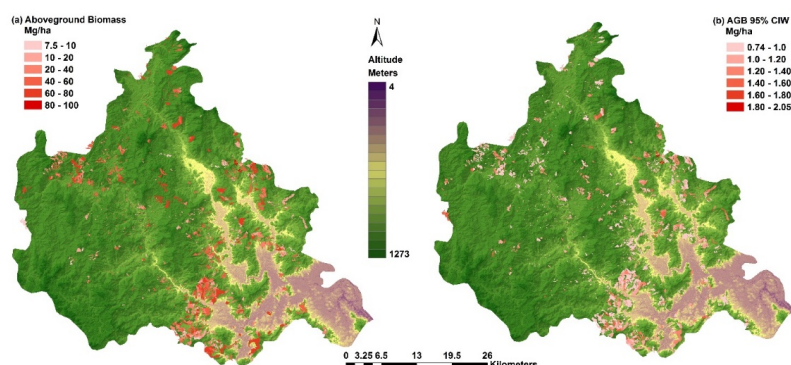 (a) Aboveground Biomass
Mg/ha
7.5 - 10
10 - 20
20 - 40
40 - 60
60 - 80
80 - 100
N
Altitude
Meters
4
1273
(b) AGB 95% CIW
Mg/ha
0.74 - 1.0
1.0 - 1.20
1.20 - 1.40
1.40 - 1.60
1.60 - 1.80
1.80 - 2.05
0 3.25 6.5 13 19.5 26
Kilometers